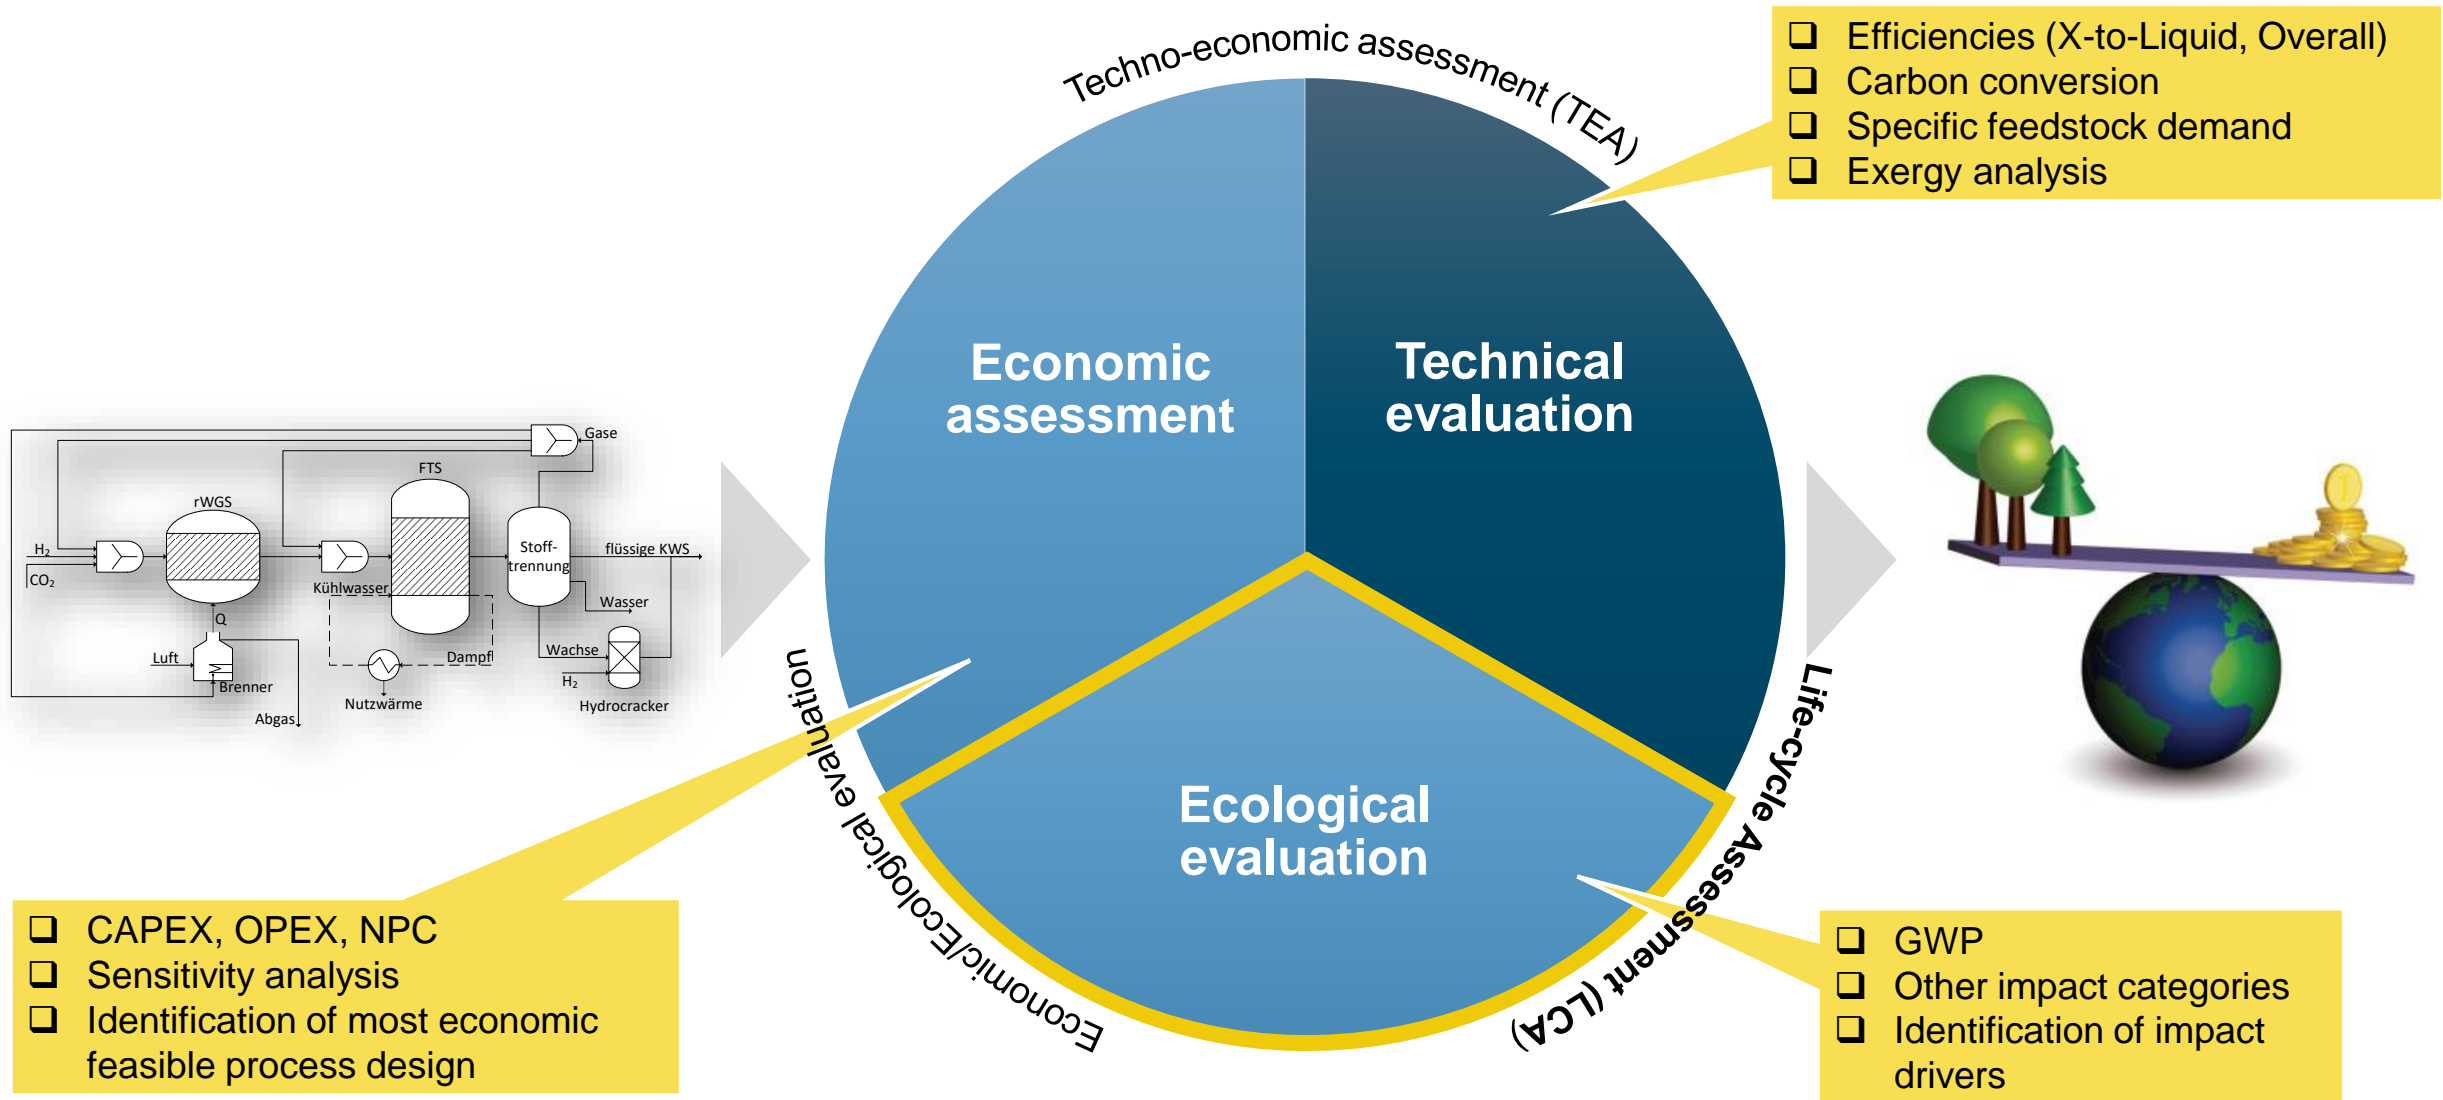 Techno-economic assessment (TEA)
❑ Efficiencies (X-to-Liquid, Overall)
❑ Carbon conversion
❑ Specific feedstock demand
❑ Exergy analysis
Economic
assessment
Technical
evaluation
Gase
FTS
rWGS
H₂
CO₂
Stoff-
trennung
flüssige KWS
Kühlwasser
Wasser
Q
Luft
Brenner
Dampf
Wachse
H₂
Nutzwärme
Abgas
Hydrocracker
Economic/Ecological evaluation
Life-cycle Assessment (LCA)
Ecological
evaluation
❑ CAPEX, OPEX, NPC
❑ Sensitivity analysis
❑ Identification of most economic
feasible process design
❑ GWP
❑ Other impact categories
❑ Identification of impact
drivers